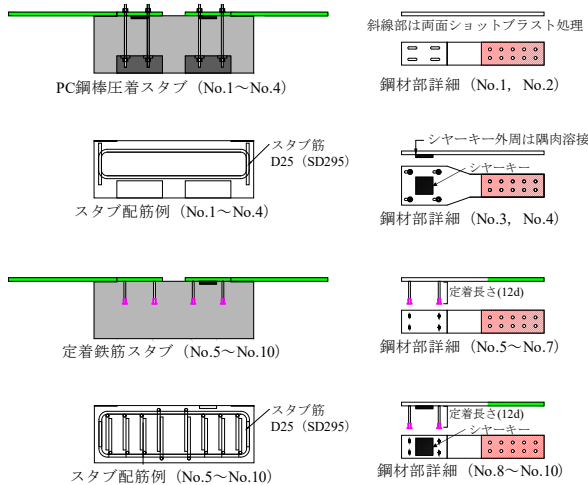 斜線部は両面ショットブラスト処理
PC鋼棒圧着スタブ（No.1～No.4）
鋼材部詳細（No.1，No.2）
スタブ筋
D25（SD295）
スタブ配筋例（No.1～No.4）
シヤーキー外周は隅肉溶接
シヤーキー
鋼材部詳細（No.3，No.4）
定着鉄筋スタブ（No.5～No.10）
定着長さ(12d)
鋼材部詳細（No.5～No.7）
スタブ筋
D25（SD295）
スタブ配筋例（No.5～No.10）
定着長さ(12d)
シヤーキー
鋼材部詳細（No.8～No.10）